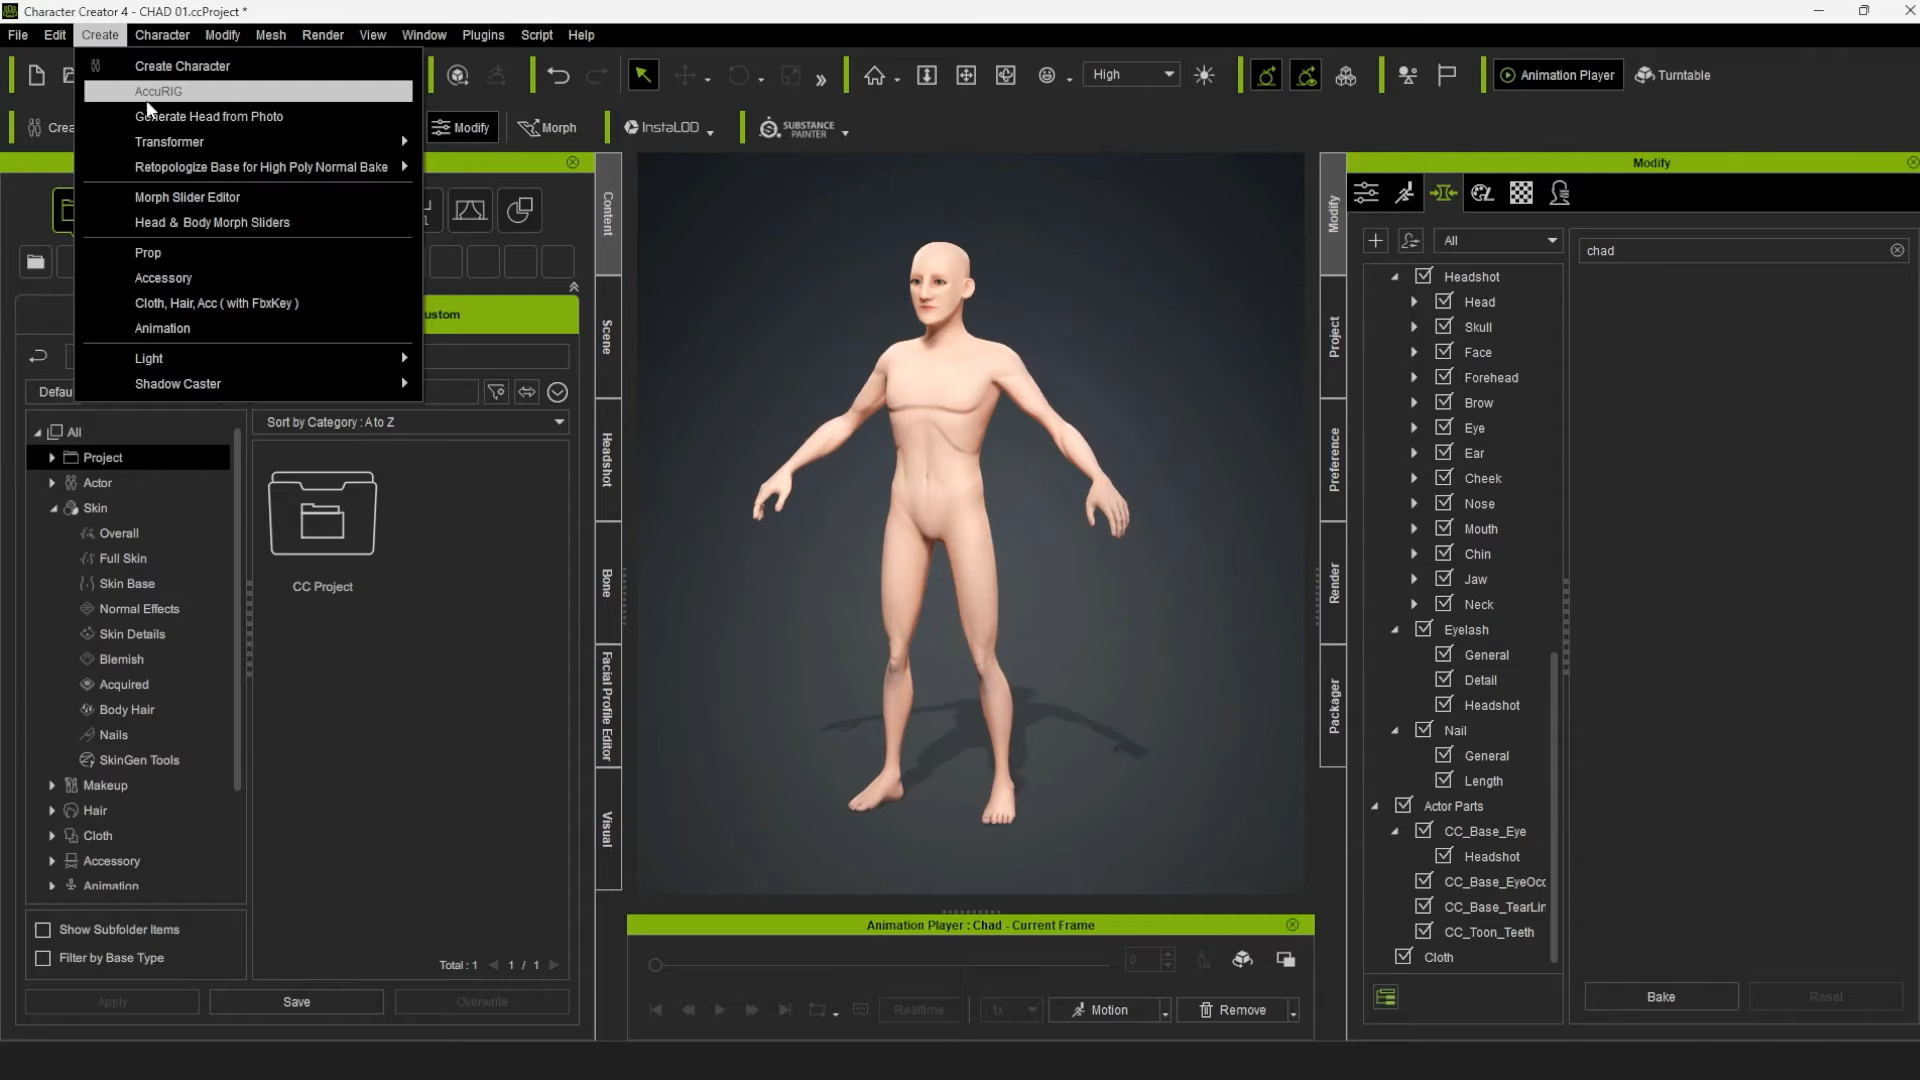 Character Creator 4 - CHAD 01.ccProject *
File Edit Create Character Modify Mesh Render View Window Plugins Script Help
Create Character
AccuRIG
Generate Head from Photo
Transformer
Retopologize Base for High Poly Normal Bake
Morph Slider Editor
Head & Body Morph Sliders
Prop
Accessory
Cloth, Hair, Acc ( with FbxKey )
Animation
Light
Shadow Caster
High
Animation Player
Turntable
Crea
Modify
Morph
InstaLOD
SUBSTANCE
PAINTER
ustom
Defau
Sort by Category : A to Z
All
Project
Actor
Skin
Overall
Full Skin
Skin Base
Normal Effects
Skin Details
Blemish
Acquired
Body Hair
Nails
SkinGen Tools
Makeup
Hair
Cloth
Accessory
Animation
CC Project
Show Subfolder Items
Filter by Base Type
Total : 1 1 / 1
Apply Save Overwrite
Content
Scene
Headshot
Bone
Facial Profile Editor
Visual
Animation Player : Chad - Current Frame
0
Realtime
1x
Motion
Remove
Modify
Project
Preference
Render
Packager
Modify
All
chad
Headshot
Head
Skull
Face
Forehead
Brow
Eye
Ear
Cheek
Nose
Mouth
Chin
Jaw
Neck
Eyelash
General
Detail
Headshot
Nail
General
Length
Actor Parts
CC_Base_Eye
Headshot
CC_Base_EyeOcc
CC_Base_TearLin
CC_Toon_Teeth
Cloth
Bake
Reset